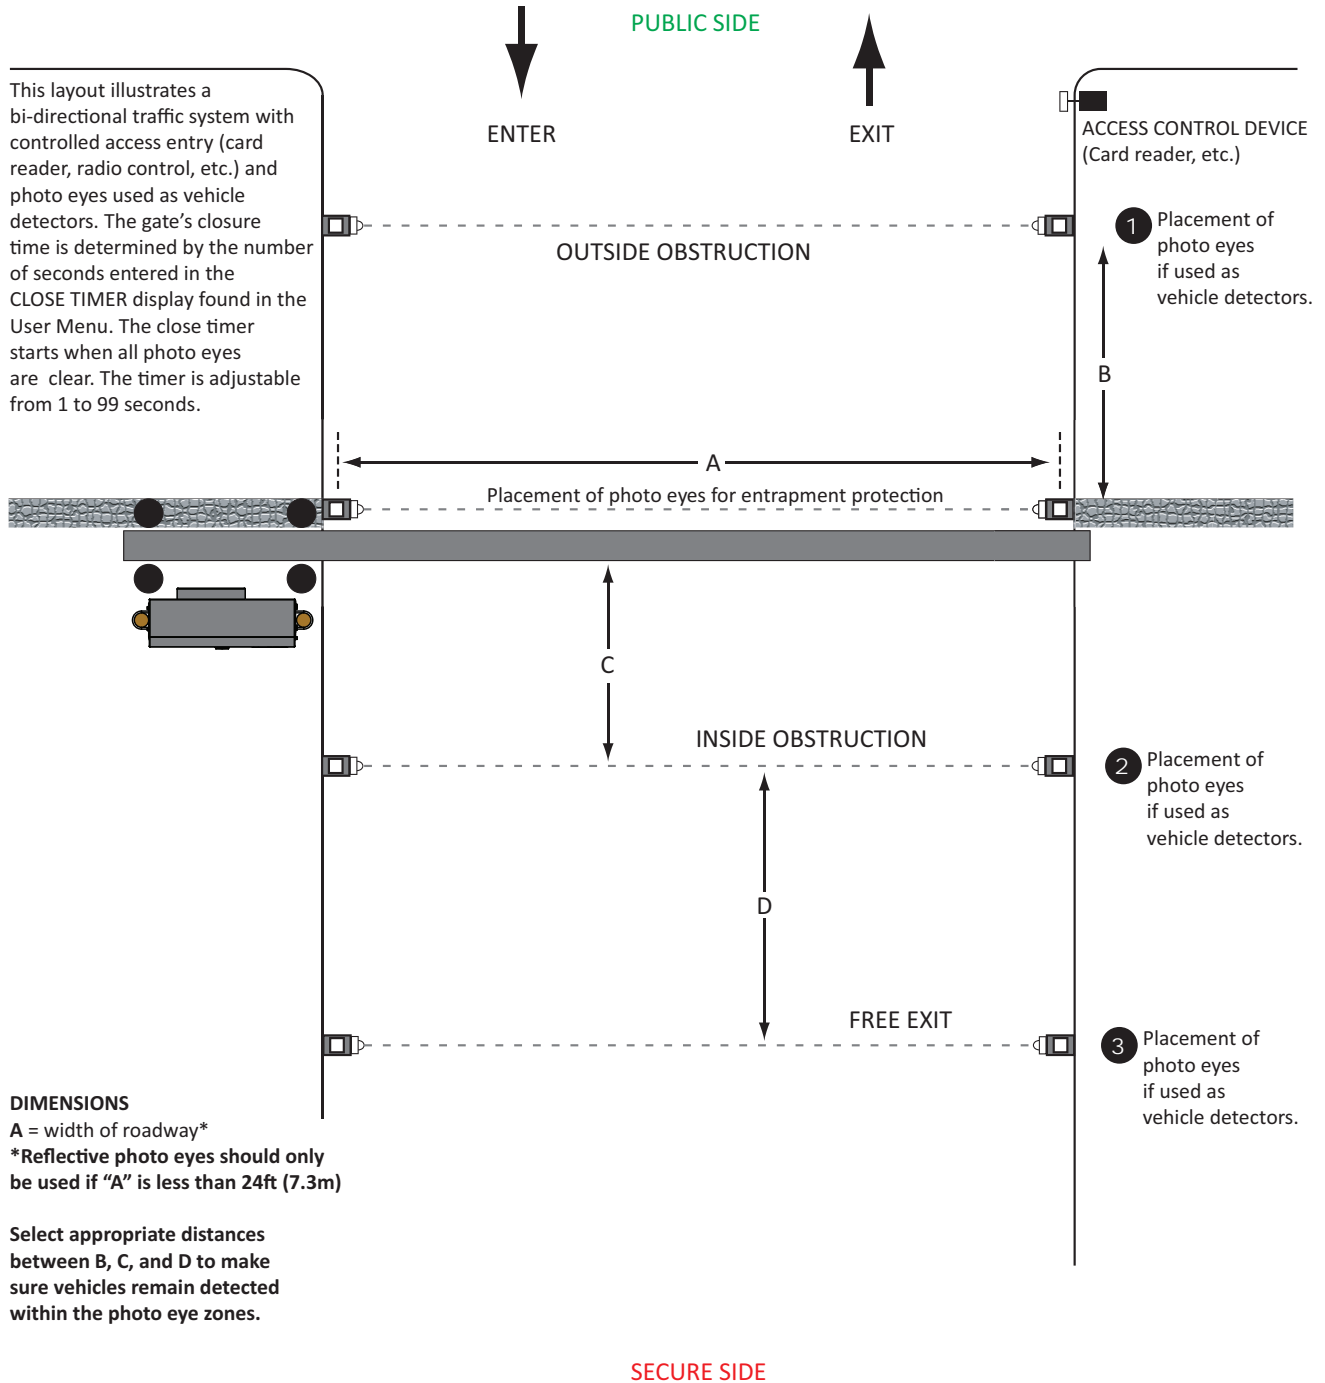 PUBLIC SIDE
This layout illustrates a
bi-directional traffic system with
controlled access entry (card
reader, radio control, etc.) and
photo eyes used as vehicle
detectors. The gate’s closure
time is determined by the number
of seconds entered in the
CLOSE TIMER display found in the
User Menu. The close timer
starts when all photo eyes
are clear. The timer is adjustable
from 1 to 99 seconds.
ENTER
EXIT
ACCESS CONTROL DEVICE
(Card reader, etc.)
OUTSIDE OBSTRUCTION
1
Placement of
photo eyes
if used as
vehicle detectors.
B
A
Placement of photo eyes for entrapment protection
C
INSIDE OBSTRUCTION
2
Placement of
photo eyes
if used as
vehicle detectors.
D
FREE EXIT
3
Placement of
photo eyes
if used as
vehicle detectors.
DIMENSIONS
A = width of roadway*
*Reflective photo eyes should only
be used if “A” is less than 24ft (7.3m)
Select appropriate distances
between B, C, and D to make
sure vehicles remain detected
within the photo eye zones.
SECURE SIDE